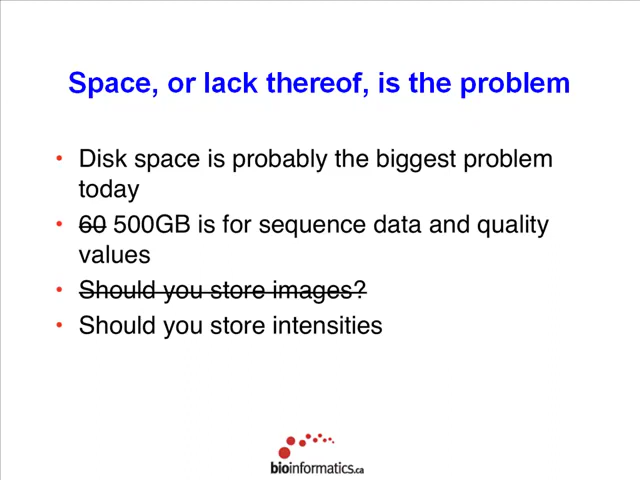 Space, or lack thereof, is the problem
• Disk space is probably the biggest problem
today
• 60 500GB is for sequence data and quality
values
• Should you store images?
• Should you store intensities
bioinformatics.ca